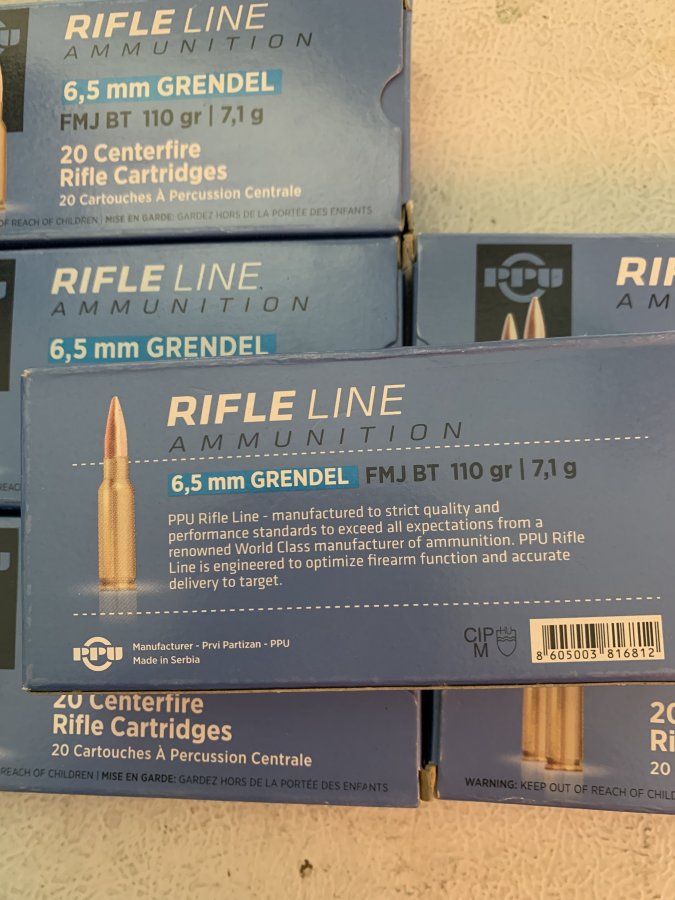 RIFLE LINE
AMMUNITION
6,5 mm GRENDEL
FMJ BT 110 gr | 7,1 g
20 Centerfire
Rifle Cartridges
20 Cartouches À Percussion Centrale
OF REACH OF CHILDREN | MISE EN GARDE: GARDEZ HORS DE LA PORTÉE DES ENFANTS
RIFLE LINE
AMMUNITION
6,5 mm GRENDEL
PPU
RIF
AM
RIFLE LINE
AMMUNITION
6,5 mm GRENDEL FMJ BT 110 gr | 7,1 g
PPU Rifle Line - manufactured to strict quality and
performance standards to exceed all expectations from a
renowned World Class manufacturer of ammunition. PPU Rifle
Line is engineered to optimize firearm function and accurate
delivery to target.
PPU
Manufacturer - Prvi Partizan - PPU
Made in Serbia
CIP
M
8 605003 816812
20 Centerfire
Rifle Cartridges
20 Cartouches À Percussion Centrale
REACH OF CHILDREN | MISE EN GARDE: GARDEZ HORS DE LA PORTÉE DES ENFANTS
20
Ri
20
WARNING: KEEP OUT OF REACH OF CHILD